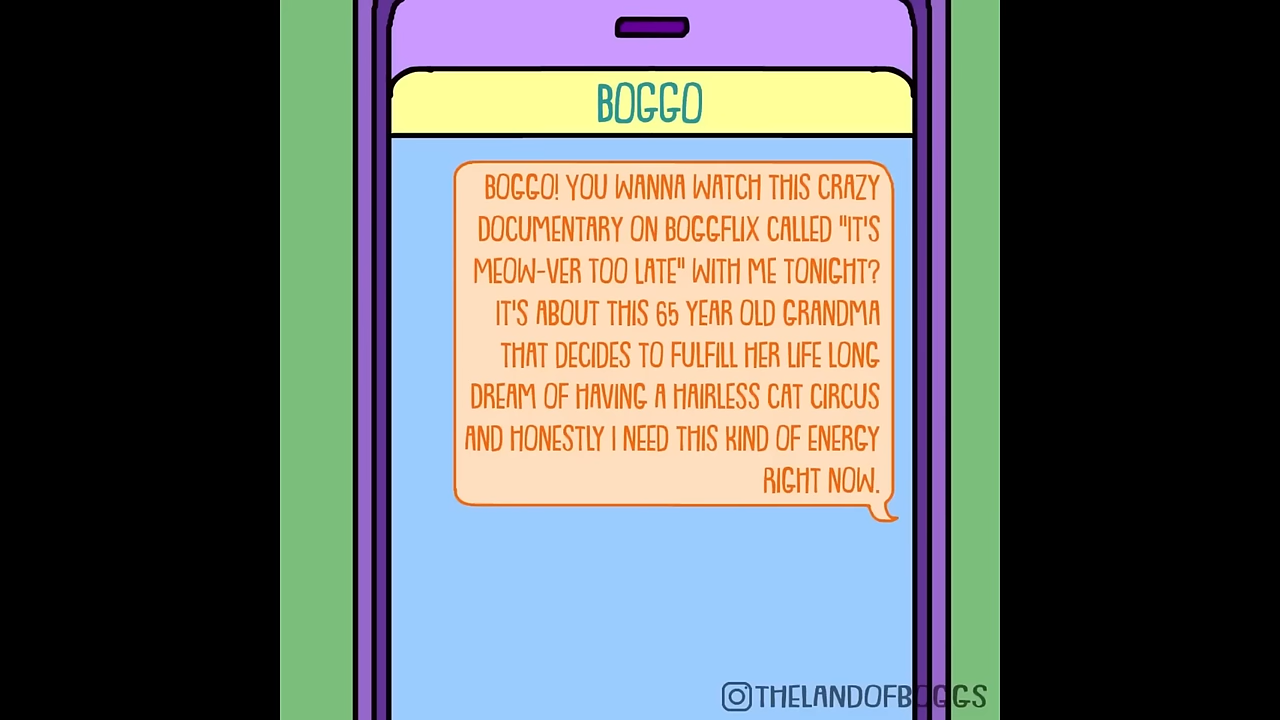 BOGGO
BOGGO! YOU WANNA WATCH THIS CRAZY
DOCUMENTARY ON BOGGFLIX CALLED "IT'S
MEOW-VER TOO LATE" WITH ME TONIGHT?
IT'S ABOUT THIS 65 YEAR OLD GRANDMA
THAT DECIDES TO FULFILL HER LIFE LONG
DREAM OF HAVING A HAIRLESS CAT CIRCUS
AND HONESTLY I NEED THIS KIND OF ENERGY
RIGHT NOW.
THELANDOFBOGGS